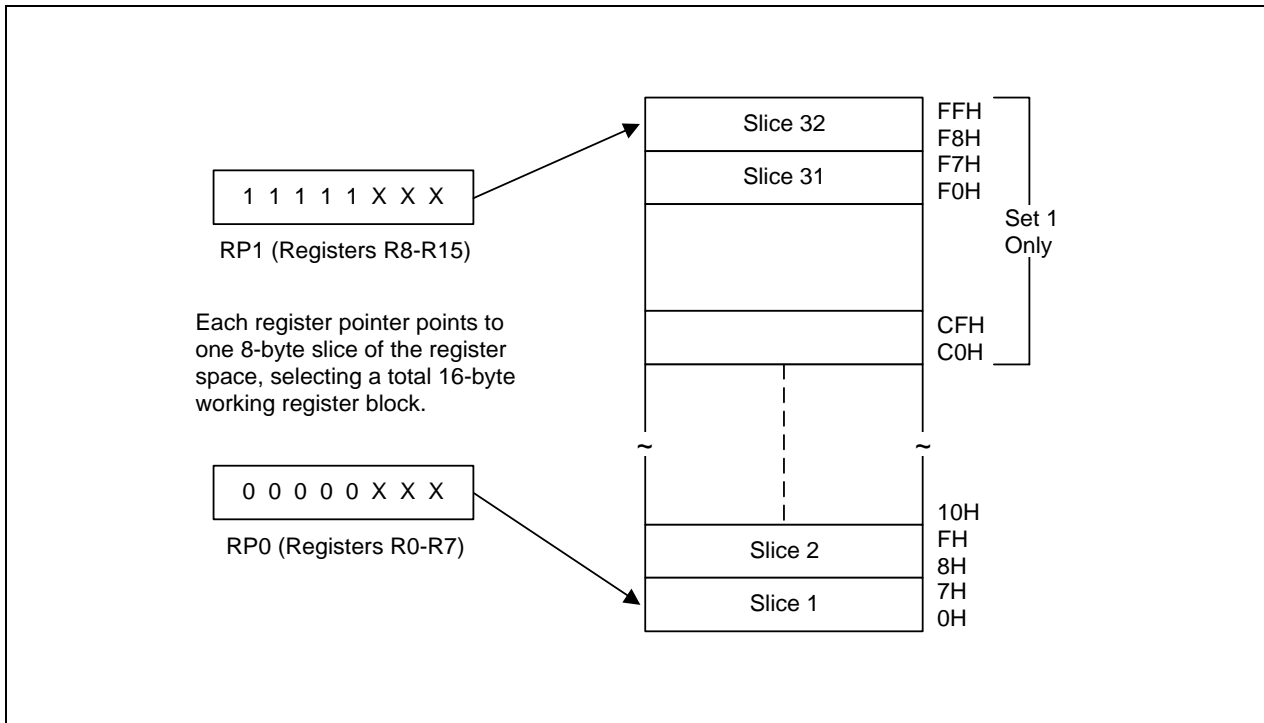 Slice 32
FFH
F8H
Slice 31
F7H
F0H
Set 1
Only
1 1 1 1 1 X X X
RP1 (Registers R8-R15)
Each register pointer points to
one 8-byte slice of the register
space, selecting a total 16-byte
working register block.
CFH
C0H
~ ~
0 0 0 0 0 X X X
RP0 (Registers R0-R7)
10H
Slice 2
FH
8H
Slice 1
7H
0H